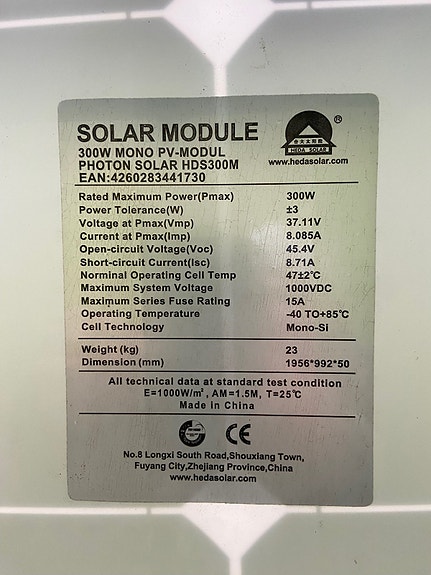 SOLAR MODULE
300W MONO PV-MODUL
PHOTON SOLAR HDS300M
EAN:4260283441730
®
HEDA SOLAR
www.hedasolar.com
Rated Maximum Power(Pmax) 300W
Power Tolerance(W) ±3
Voltage at Pmax(Vmp) 37.11V
Current at Pmax(Imp) 8.085A
Open-circuit Voltage(Voc) 45.4V
Short-circuit Current(Isc) 8.71A
Norminal Operating Cell Temp 47±2℃
Maximum System Voltage 1000VDC
Maximum Series Fuse Rating 15A
Operating Temperature -40 TO+85℃
Cell Technology Mono-Si
Weight (kg) 23
Dimension (mm) 1956*992*50
All technical data at standard test condition
E=1000W/m², AM=1.5M, T=25℃
Made in China
CE
No.8 Longxi South Road,Shouxiang Town,
Fuyang City,Zhejiang Province,China
www.hedasolar.com